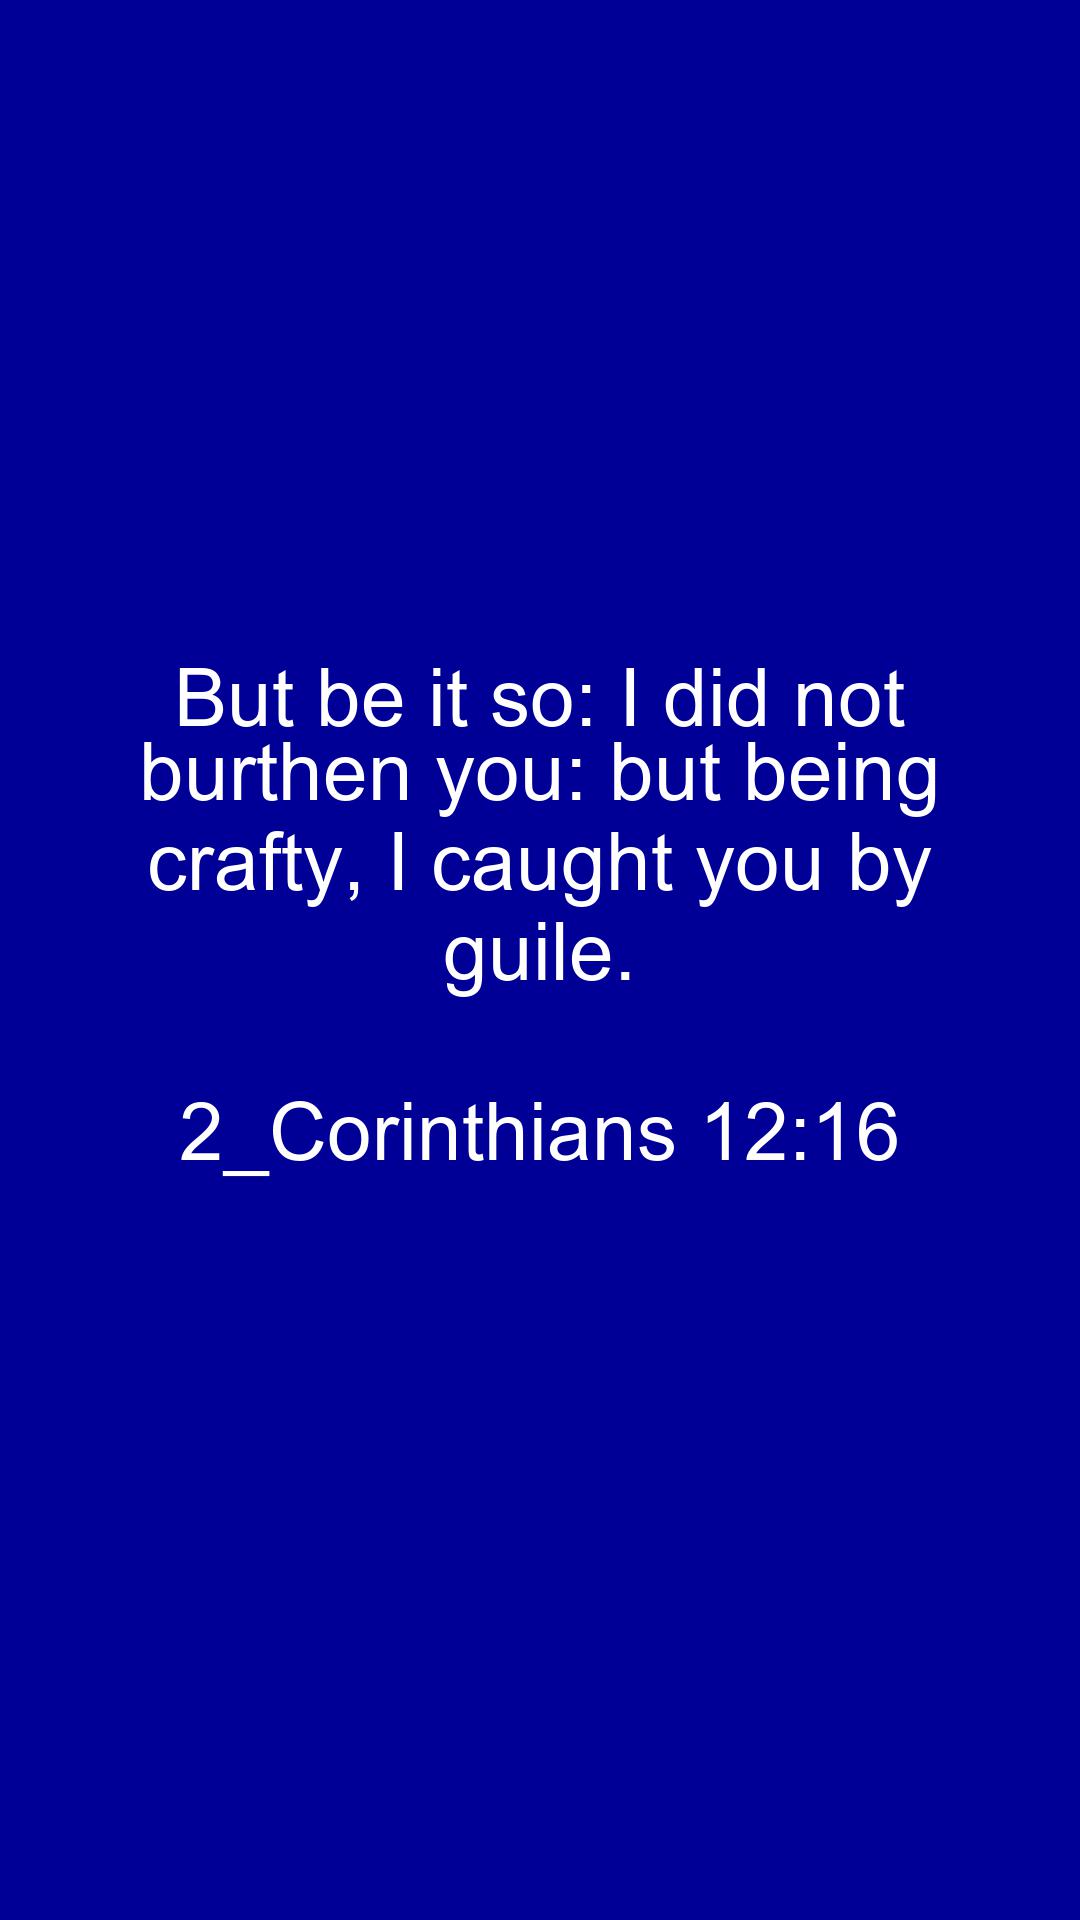 But be it so: I did not
burthen you: but being
crafty, I caught you by
guile.
2_Corinthians 12:16